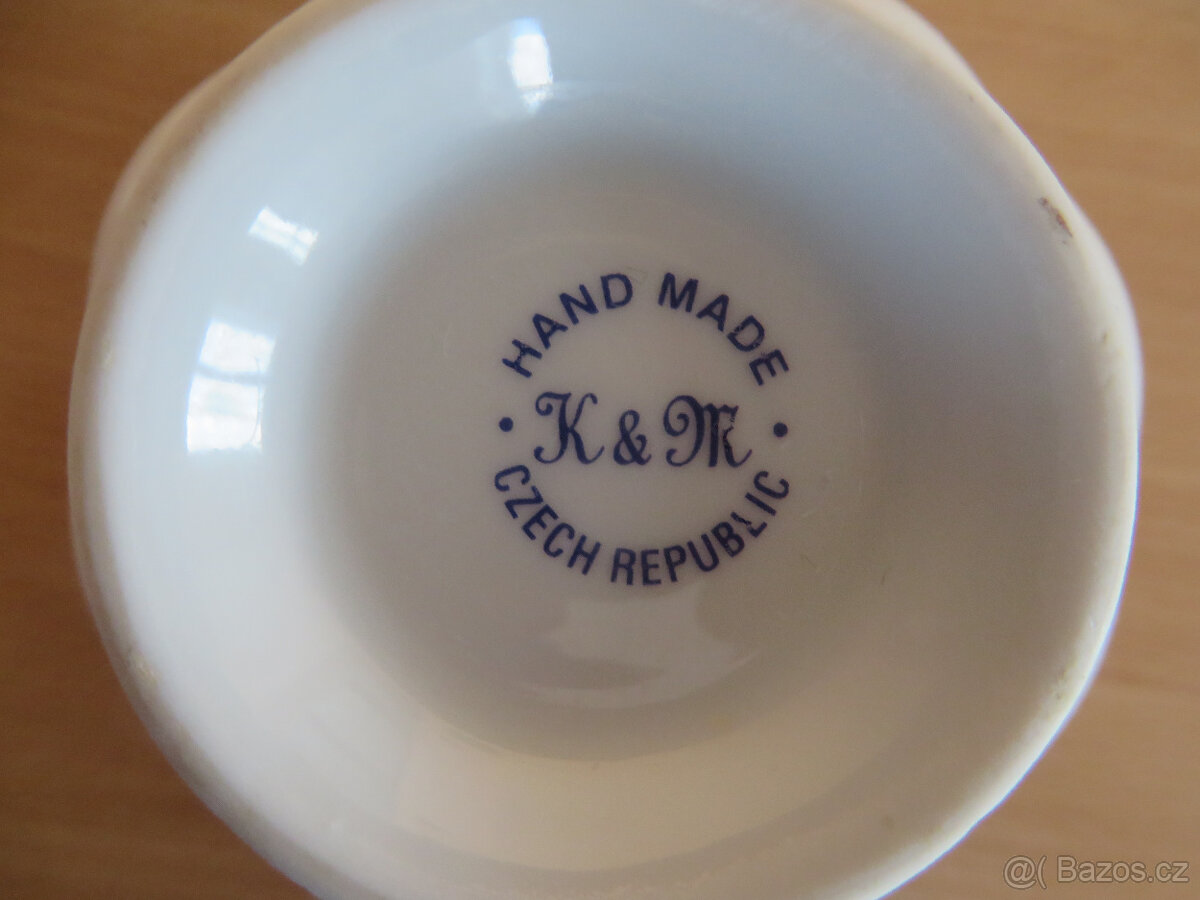 HAND MADE
• K & M •
CZECH REPUBLIC
@( Bazos.cz